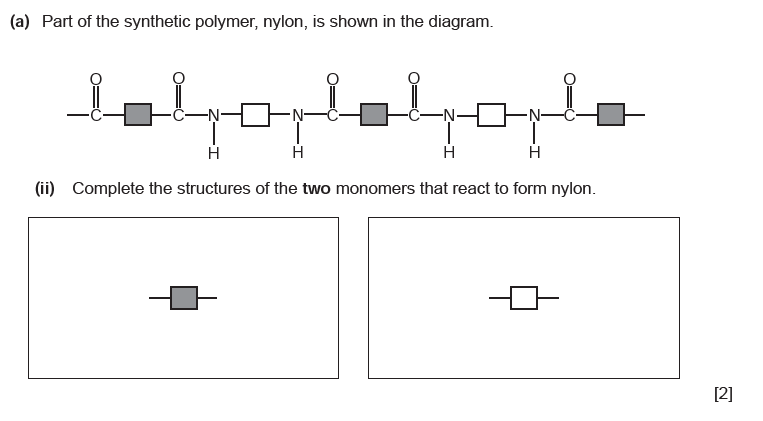 (a) Part of the synthetic polymer, nylon, is shown in the diagram.
O O O O O
C C N N C C N N C
H H H H
(ii) Complete the structures of the two monomers that react to form nylon.
[2]